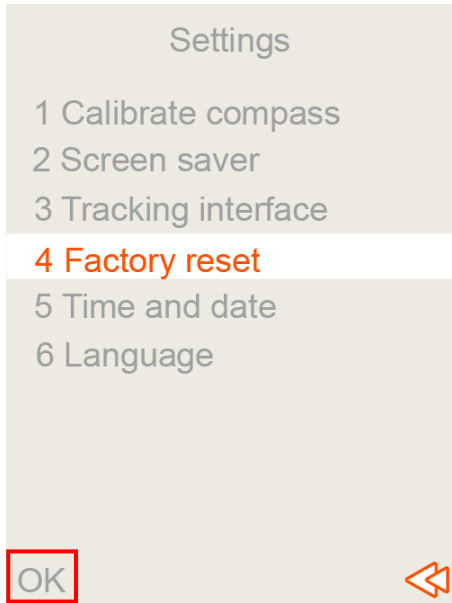 Settings
1 Calibrate compass
2 Screen saver
3 Tracking interface
4 Factory reset
5 Time and date
6 Language
OK